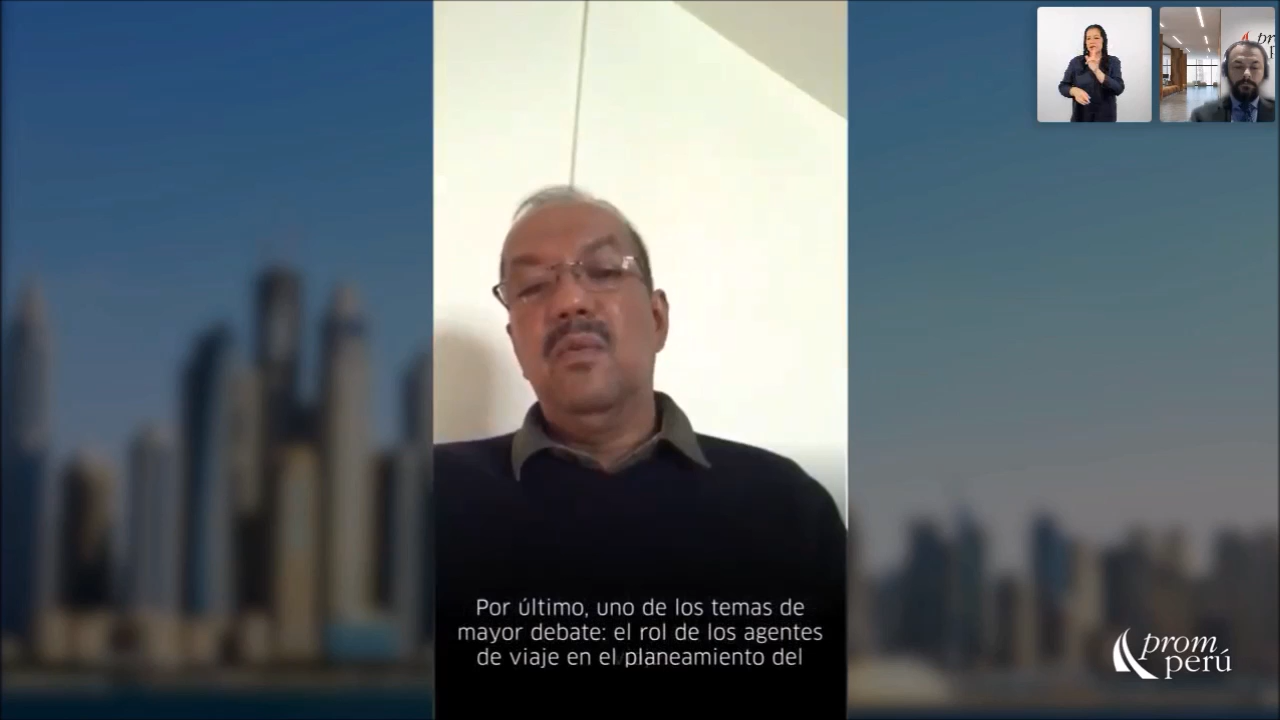 prom
Por último, uno de los temas de
mayor debate: el rol de los agentes
de viaje en el planeamiento del
prom
perú